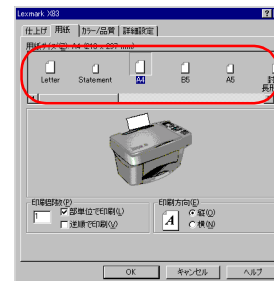 Lexmark X83
仕上げ 用紙 カラー/品質 詳細設定
用紙サイズ(Z): A4 (210 x 297 mm)
Letter Statement A4 B5 A5
印刷部数(P)
1
部単位で印刷(L)
逆順で印刷(V)
印刷方向(E)
A
縦(O)
横(N)
OK キャンセル ヘルプ